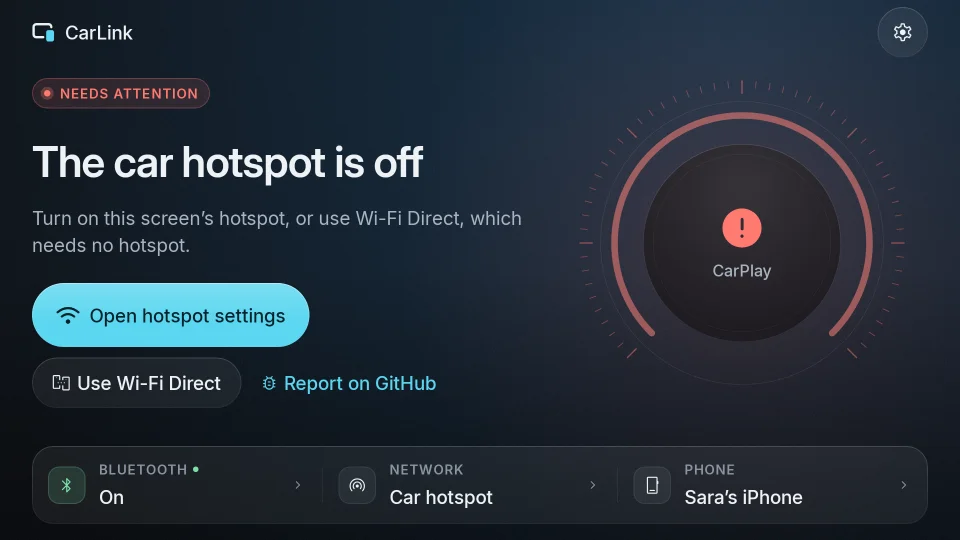 CarLink
NEEDS ATTENTION
The car hotspot is off
Turn on this screen’s hotspot, or use Wi-Fi Direct, which
needs no hotspot.
Open hotspot settings
Use Wi-Fi Direct
Report on GitHub
CarPlay
BLUETOOTH
On
NETWORK
Car hotspot
PHONE
Sara’s iPhone